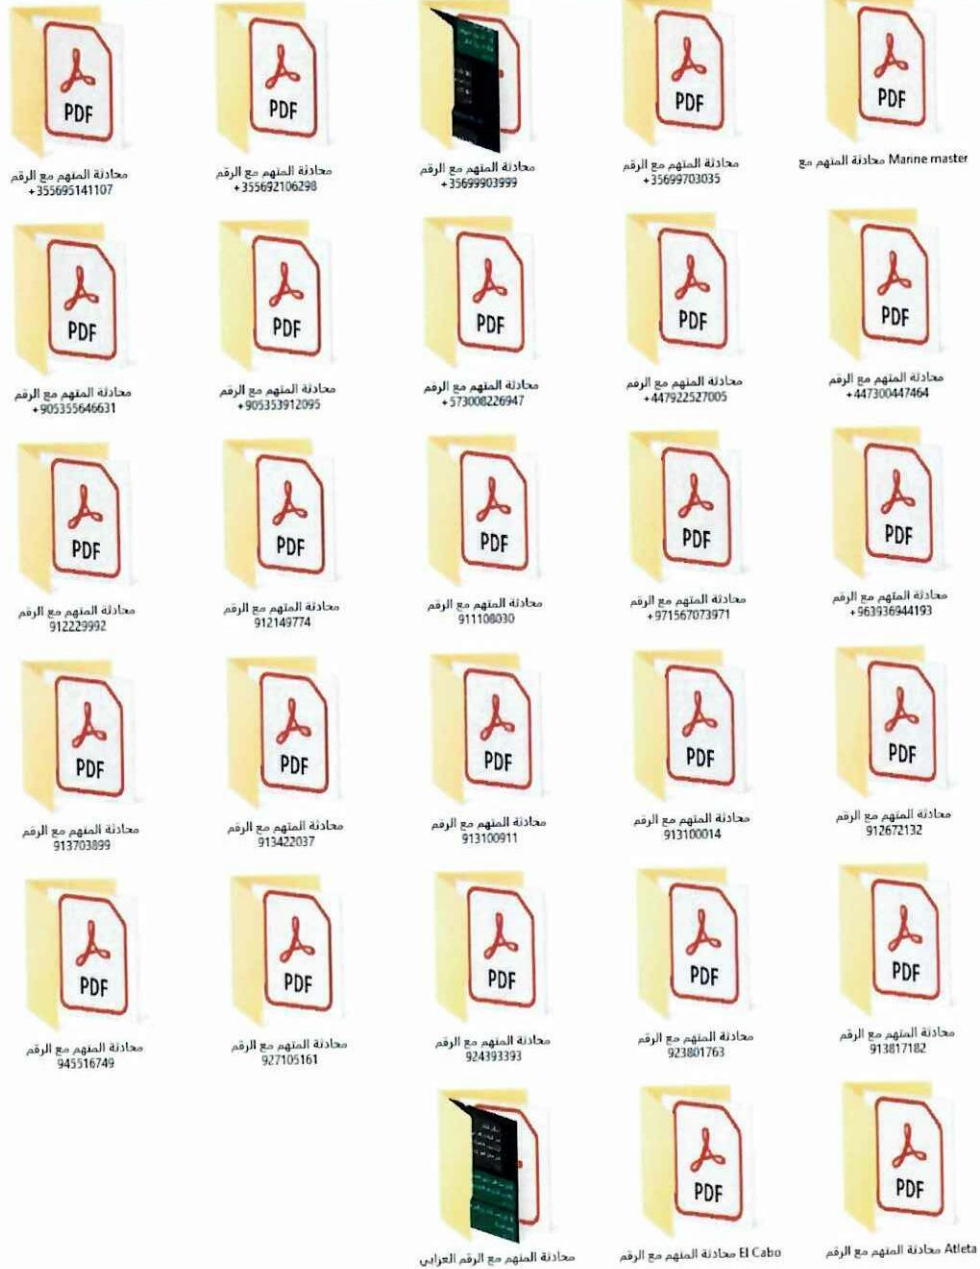 PDF
محادثة المتهم مع Marine master
PDF
محادثة المتهم مع الرقم
+35699703035
محادثة المتهم مع الرقم
+35699903999
PDF
محادثة المتهم مع الرقم
+355692106298
PDF
محادثة المتهم مع الرقم
+355695141107
PDF
محادثة المتهم مع الرقم
+447300447464
PDF
محادثة المتهم مع الرقم
+447922527005
PDF
محادثة المتهم مع الرقم
+573008226947
PDF
محادثة المتهم مع الرقم
+905353912095
PDF
محادثة المتهم مع الرقم
+905355646631
PDF
محادثة المتهم مع الرقم
+963936944193
PDF
محادثة المتهم مع الرقم
+971567073971
PDF
محادثة المتهم مع الرقم
911108030
PDF
محادثة المتهم مع الرقم
912149774
PDF
محادثة المتهم مع الرقم
912229992
PDF
محادثة المتهم مع الرقم
912672132
PDF
محادثة المتهم مع الرقم
913100014
PDF
محادثة المتهم مع الرقم
913100911
PDF
محادثة المتهم مع الرقم
913422037
PDF
محادثة المتهم مع الرقم
913703899
PDF
محادثة المتهم مع الرقم
913817182
PDF
محادثة المتهم مع الرقم
923801763
PDF
محادثة المتهم مع الرقم
924393393
PDF
محادثة المتهم مع الرقم
927105161
PDF
محادثة المتهم مع الرقم
945516749
PDF
محادثة المتهم مع الرقم Atleta
PDF
محادثة المتهم مع الرقم El Cabo
محادثة المتهم مع الرقم العرابي